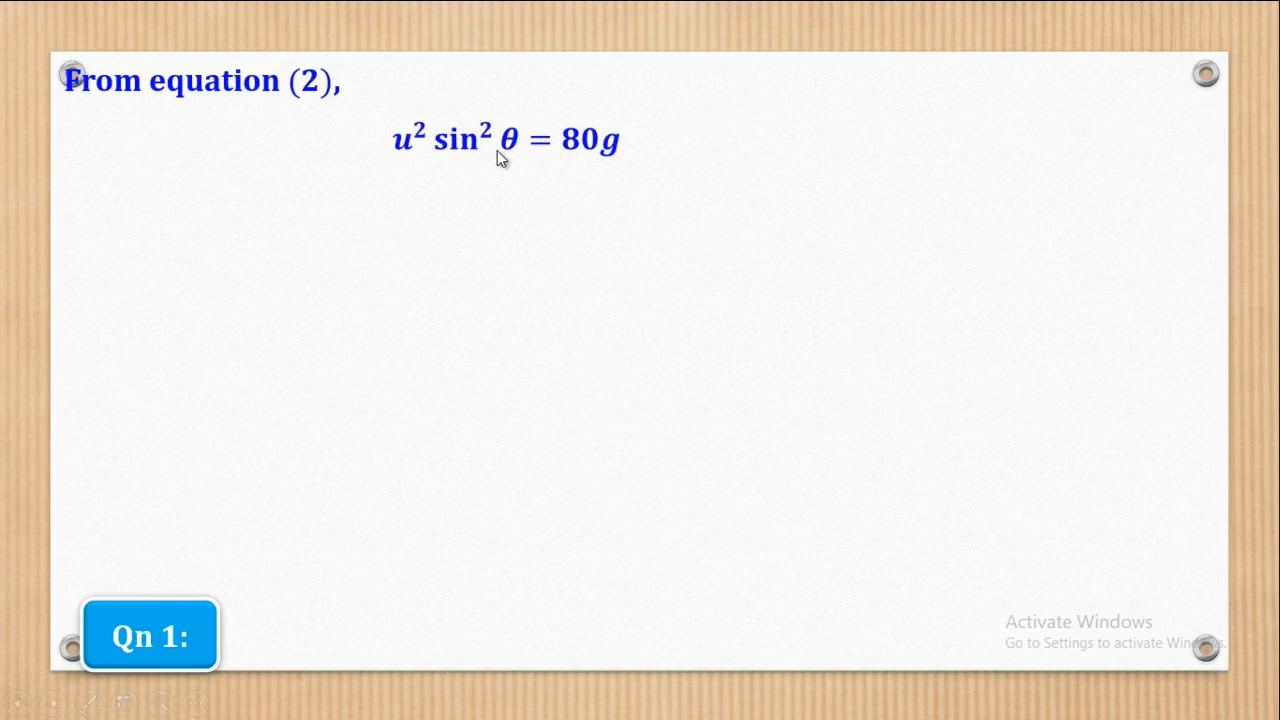 From equation (2),
u² sin² θ = 80g
Qn 1:
Activate Windows
Go to Settings to activate Windows.